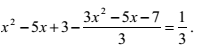 x² − 5x + 3 − (3x² − 5x − 7)/3 = 1/3.